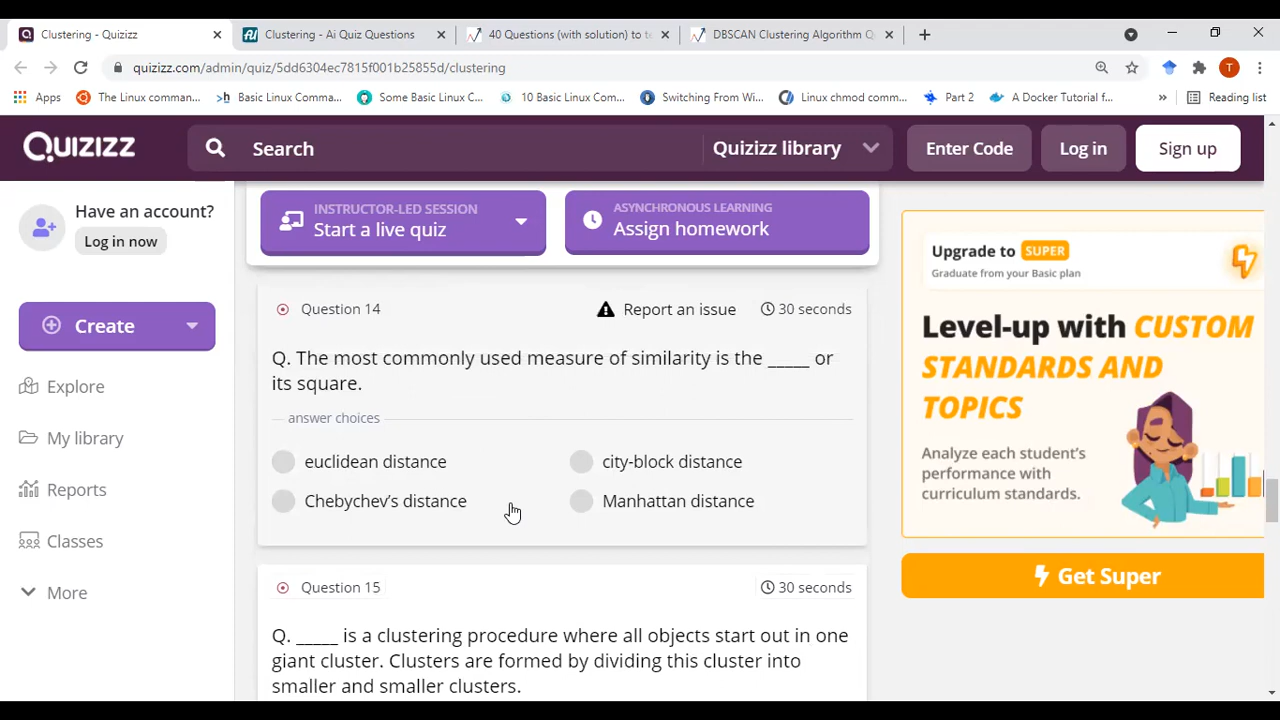 Clustering - Quizizz
Clustering - Ai Quiz Questions
40 Questions (with solution) to t
DBSCAN Clustering Algorithm Q
quizizz.com/admin/quiz/5dd6304ec7815f001b25855d/clustering
Apps
The Linux comman...
Basic Linux Comma...
Some Basic Linux C...
10 Basic Linux Com...
Switching From Wi...
Linux chmod comm...
Part 2
A Docker Tutorial f...
»
Reading list
QUIZIZZ
Search
Quizizz library
Enter Code
Log in
Sign up
Have an account?
Log in now
Create
Explore
My library
Reports
Classes
More
INSTRUCTOR-LED SESSION
Start a live quiz
ASYNCHRONOUS LEARNING
Assign homework
Question 14
Report an issue
30 seconds
Q. The most commonly used measure of similarity is the _____ or
its square.
answer choices
euclidean distance
city-block distance
Chebychev's distance
Manhattan distance
Question 15
30 seconds
Q. _____ is a clustering procedure where all objects start out in one
giant cluster. Clusters are formed by dividing this cluster into
smaller and smaller clusters.
Upgrade to SUPER
Graduate from your Basic plan
Level-up with CUSTOM
STANDARDS AND
TOPICS
Analyze each student's
performance with
curriculum standards.
Get Super